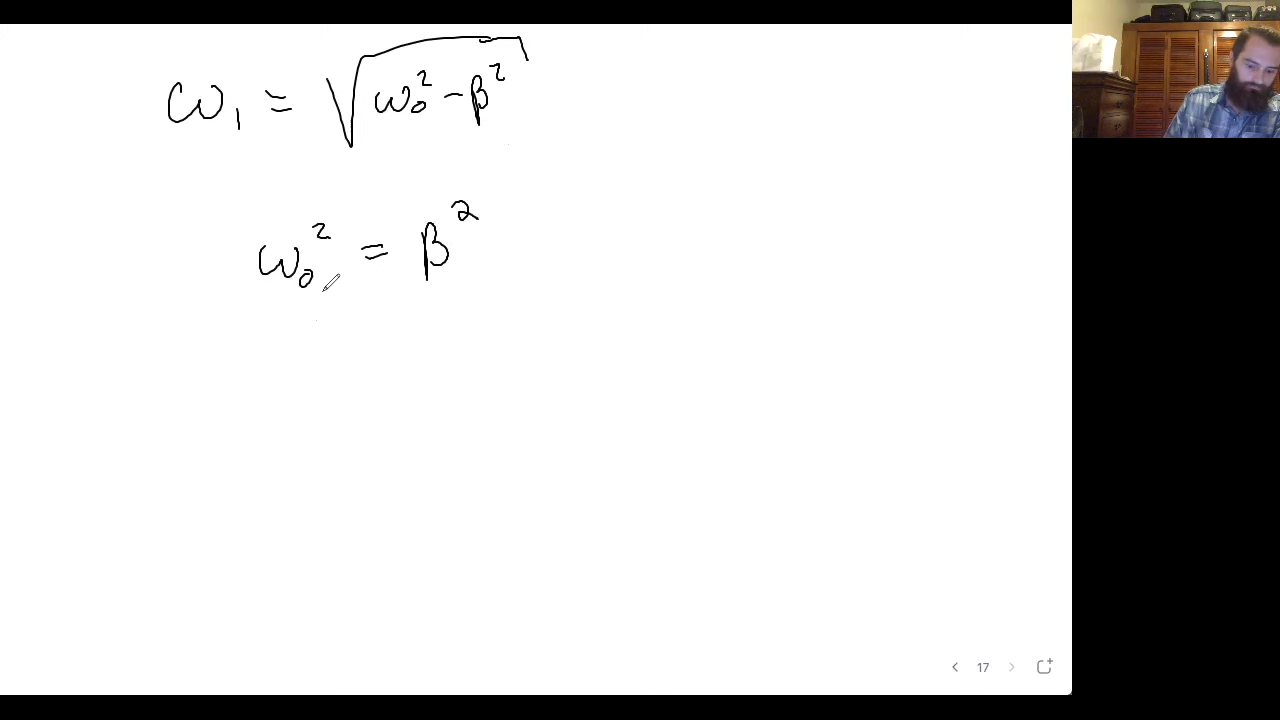 ω₁ = √(ω₀² − β²)
ω₀² = β²
17